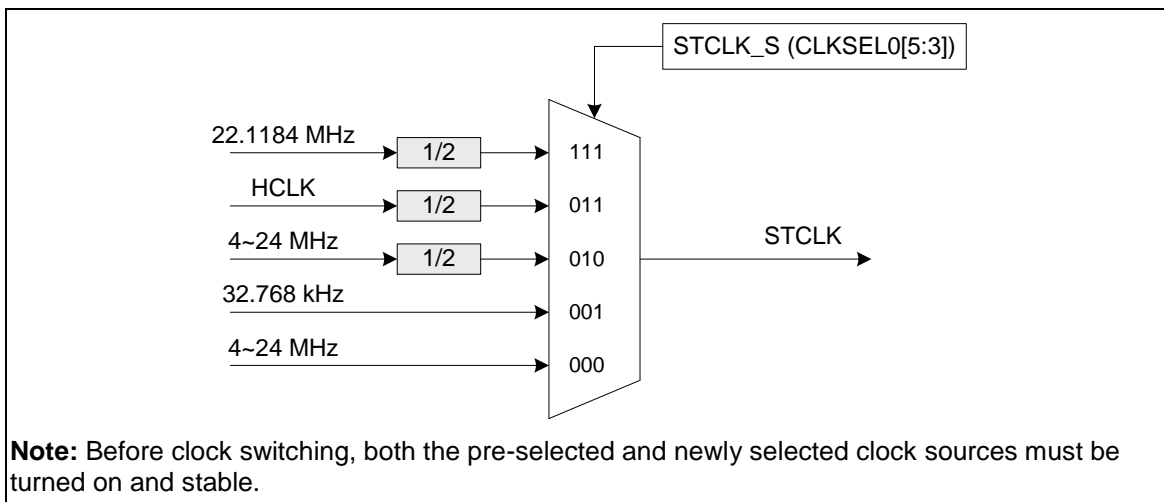 STCLK_S (CLKSEL0[5:3])
22.1184 MHz
1/2
111
HCLK
1/2
011
4~24 MHz
1/2
010
STCLK
32.768 kHz
001
4~24 MHz
000
Note: Before clock switching, both the pre-selected and newly selected clock sources must be
turned on and stable.